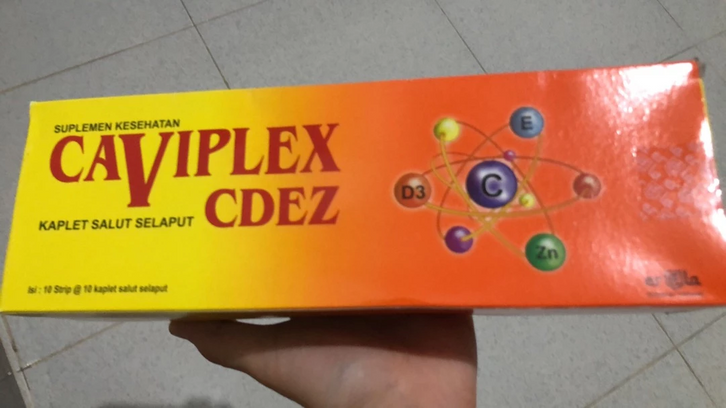 SUPLEMEN KESEHATAN
CAVIPLEX
CDEZ
KAPLET SALUT SELAPUT
Isi : 10 Strip @ 10 kaplet salut selaput
E
D3
C
Zn